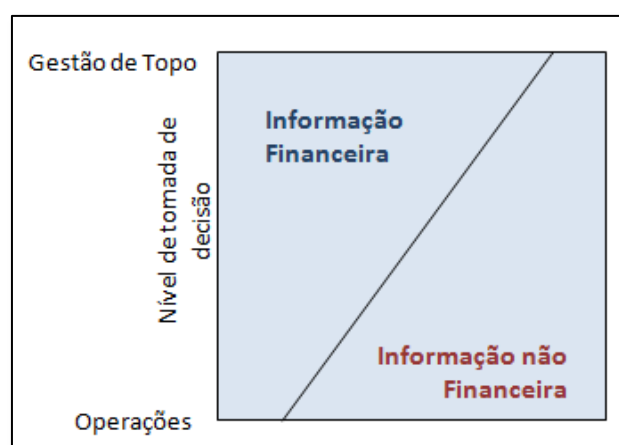 Gestão de Topo
Informação
Financeira
Nível de tomada de
decisão
Informação não
Financeira
Operações